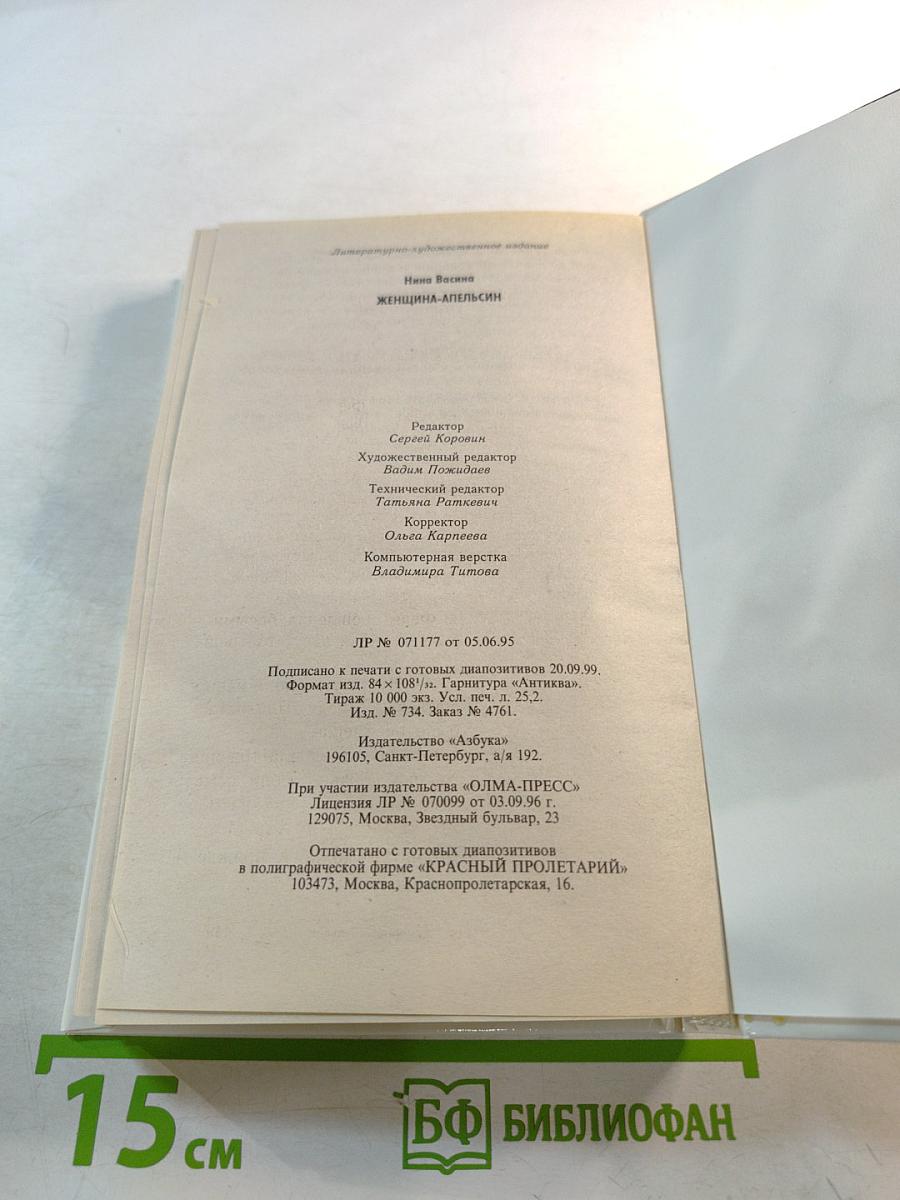 Литературно-художественное издание
Нина Васина
ЖЕНЩИНА-АПЕЛЬСИН
Редактор
Сергей Коровин
Художественный редактор
Вадим Пожидаев
Технический редактор
Татьяна Раткевич
Корректор
Ольга Карпеева
Компьютерная верстка
Владимира Титова
ЛР № 071177 от 05.06.95
Подписано к печати с готовых диапозитивов 20.09.99.
Формат изд. 84×108¹/₃₂. Гарнитура «Антиква».
Тираж 10 000 экз. Усл. печ. л. 25,2.
Изд. № 734. Заказ № 4761.
Издательство «Азбука»
196105, Санкт-Петербург, а/я 192.
При участии издательства «ОЛМА-ПРЕСС»
Лицензия ЛР № 070099 от 03.09.96 г.
129075, Москва, Звездный бульвар, 23
Отпечатано с готовых диапозитивов
в полиграфической фирме «КРАСНЫЙ ПРОЛЕТАРИЙ»
103473, Москва, Краснопролетарская, 16.
15 см
БФ БИБЛИОФАН